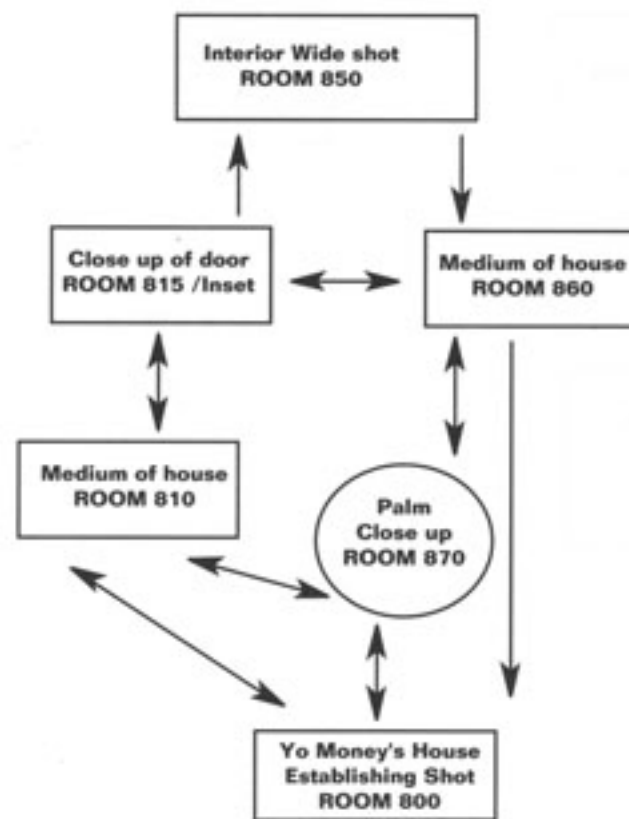 Interior Wide shot
ROOM 850
Close up of door
ROOM 815 /Inset
Medium of house
ROOM 860
Medium of house
ROOM 810
Palm
Close up
ROOM 870
Yo Money's House
Establishing Shot
ROOM 800